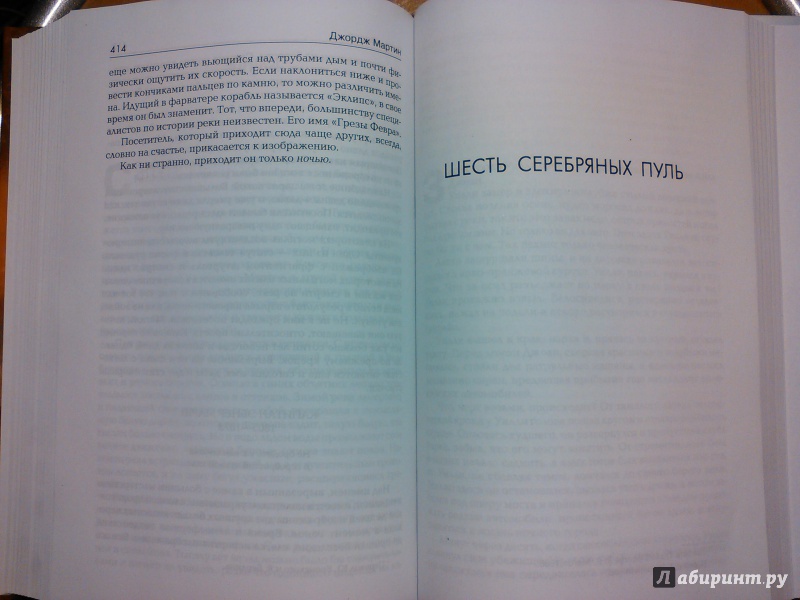 414
Джордж Мартин
еще можно увидеть вьющийся над трубами дым и почти фи-
зически ощутить их скорость. Если наклониться ниже и про-
вести кончиками пальцев по камню, то можно различить име-
на. Идущий в фарватере корабль называется «Эклипс», в свое
время он был знаменит. Тот, что впереди, большинству специ-
алистов по истории реки неизвестен. Его имя «Грезы Февра».
Посетитель, который приходит сюда чаще других, всегда,
словно на счастье, прикасается к изображению.
Как ни странно, приходит он только ночью.
ШЕСТЬ СЕРЕБРЯНЫХ ПУЛЬ
Лабиринт.ру